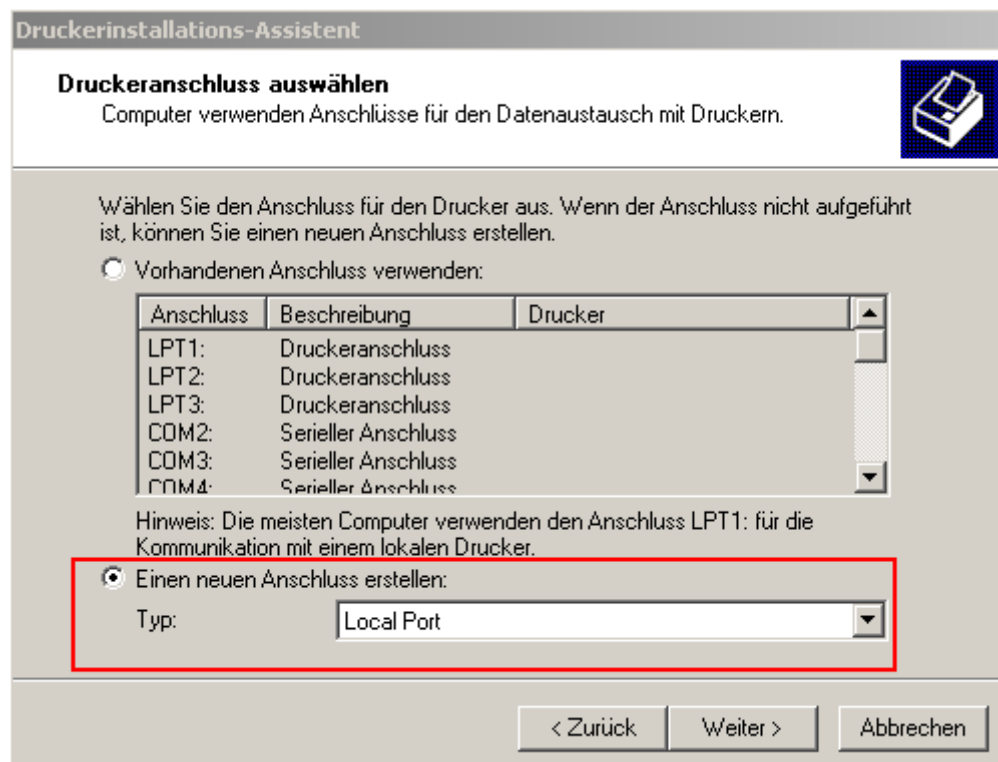 Druckerinstallations-Assistent
Druckeranschluss auswählen
Computer verwenden Anschlüsse für den Datenaustausch mit Druckern.
Wählen Sie den Anschluss für den Drucker aus. Wenn der Anschluss nicht aufgeführt
ist, können Sie einen neuen Anschluss erstellen.
Vorhandenen Anschluss verwenden:
Anschluss Beschreibung Drucker
LPT1: Druckeranschluss
LPT2: Druckeranschluss
LPT3: Druckeranschluss
COM2: Serieller Anschluss
COM3: Serieller Anschluss
COM4: Serieller Anschluss
Hinweis: Die meisten Computer verwenden den Anschluss LPT1: für die
Kommunikation mit einem lokalen Drucker.
Einen neuen Anschluss erstellen:
Typ: Local Port
< Zurück Weiter > Abbrechen